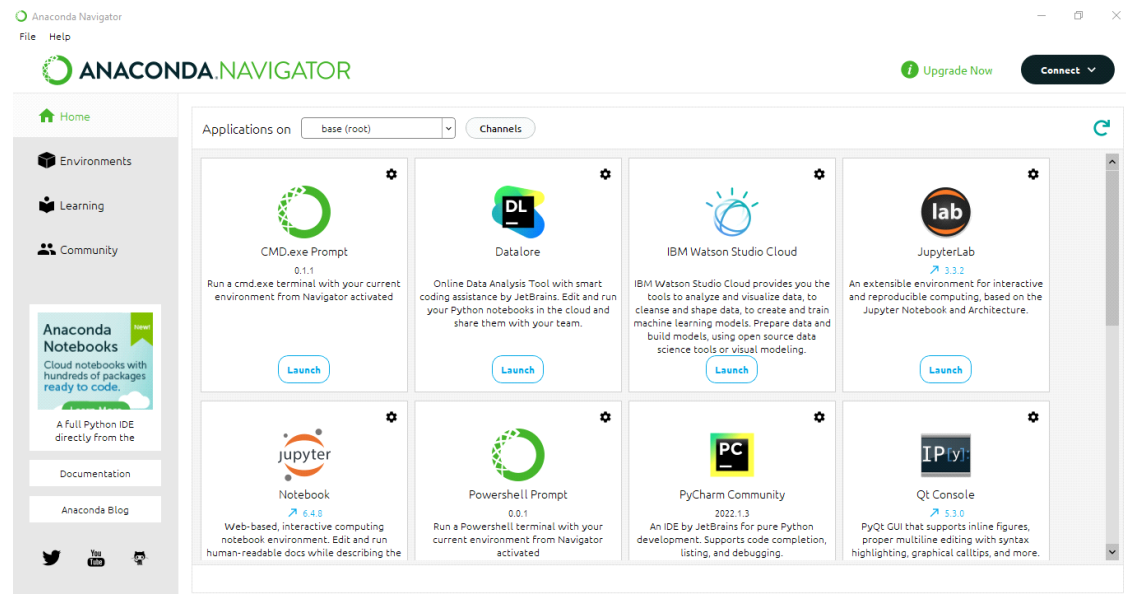 Anaconda Navigator
File Help
ANACONDA.NAVIGATOR
Upgrade Now
Connect
Home
Environments
Learning
Community
Anaconda
Notebooks
New!
Cloud notebooks with
hundreds of packages
ready to code.
Learn More
A full Python IDE
directly from the
Documentation
Anaconda Blog
You
Tube
Applications on base (root) Channels
CMD.exe Prompt
0.1.1
Run a cmd.exe terminal with your current
environment from Navigator activated
Launch
DL
Datalore
Online Data Analysis Tool with smart
coding assistance by JetBrains. Edit and run
your Python notebooks in the cloud and
share them with your team.
Launch
IBM Watson Studio Cloud
IBM Watson Studio Cloud provides you the
tools to analyze and visualize data, to
cleanse and shape data, to create and train
machine learning models. Prepare data and
build models, using open source data
science tools or visual modeling.
Launch
lab
JupyterLab
3.3.2
An extensible environment for interactive
and reproducible computing, based on the
Jupyter Notebook and Architecture.
Launch
jupyter
Notebook
6.4.8
Web-based, interactive computing
notebook environment. Edit and run
human-readable docs while describing the
Powershell Prompt
0.0.1
Run a Powershell terminal with your
current environment from Navigator
activated
PC
PyCharm Community
2022.1.3
An IDE by JetBrains for pure Python
development. Supports code completion,
listing, and debugging.
IP[y]:
Qt Console
5.3.0
PyQt GUI that supports inline figures,
proper multiline editing with syntax
highlighting, graphical calltips, and more.